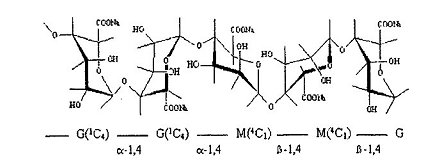 COONa COONa COONa
O O O O O
OH HO OH O HO OH O OH
OH
HO O O COONa HO
COONa
G(¹C₄) G(¹C₄) M(⁴C₁) M(⁴C₁) G
α-1,4 α-1,4 β-1,4 β-1,4